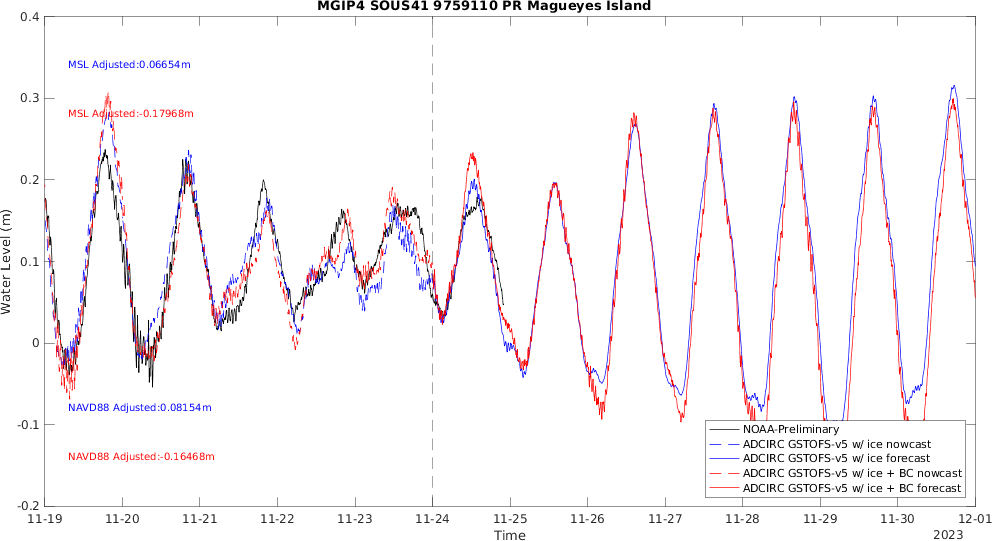 MGIP4 SOUS41 9759110 PR Magueyes Island
0.4
0.3
0.2
0.1
0
-0.1
-0.2
Water Level (m)
MSL Adjusted:0.06654m
MSL Adjusted:-0.17968m
NAVD88 Adjusted:0.08154m
NAVD88 Adjusted:-0.16468m
NOAA-Preliminary
ADCIRC GSTOFS-v5 w/ ice nowcast
ADCIRC GSTOFS-v5 w/ ice forecast
ADCIRC GSTOFS-v5 w/ ice + BC nowcast
ADCIRC GSTOFS-v5 w/ ice + BC forecast
11-19 11-20 11-21 11-22 11-23 11-24 11-25 11-26 11-27 11-28 11-29 11-30 12-01
Time
2023